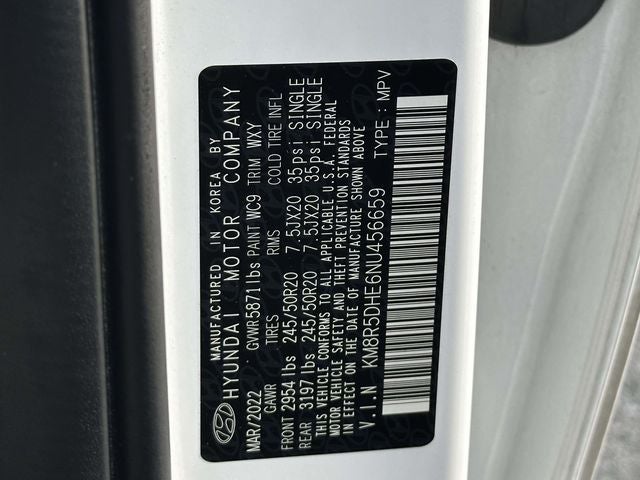 MANUFACTURED IN KOREA BY
HYUNDAI MOTOR COMPANY
MAR/2022 GVWR 5871 lbs PAINT WC9 TRIM WXY
GAWR TIRES RIMS COLD TIRE INFL
FRONT 2954 lbs 245/50R20 7.5JX20 35psi SINGLE
REAR 3197 lbs 245/50R20 7.5JX20 35psi SINGLE
THIS VEHICLE CONFORMS TO ALL APPLICABLE U.S.A. FEDERAL
MOTOR VEHICLE SAFETY AND THEFT PREVENTION STANDARDS
IN EFFECT ON THE DATE OF MANUFACTURE SHOWN ABOVE
V.I.N KM8R5DHE6NU456659 TYPE : MPV